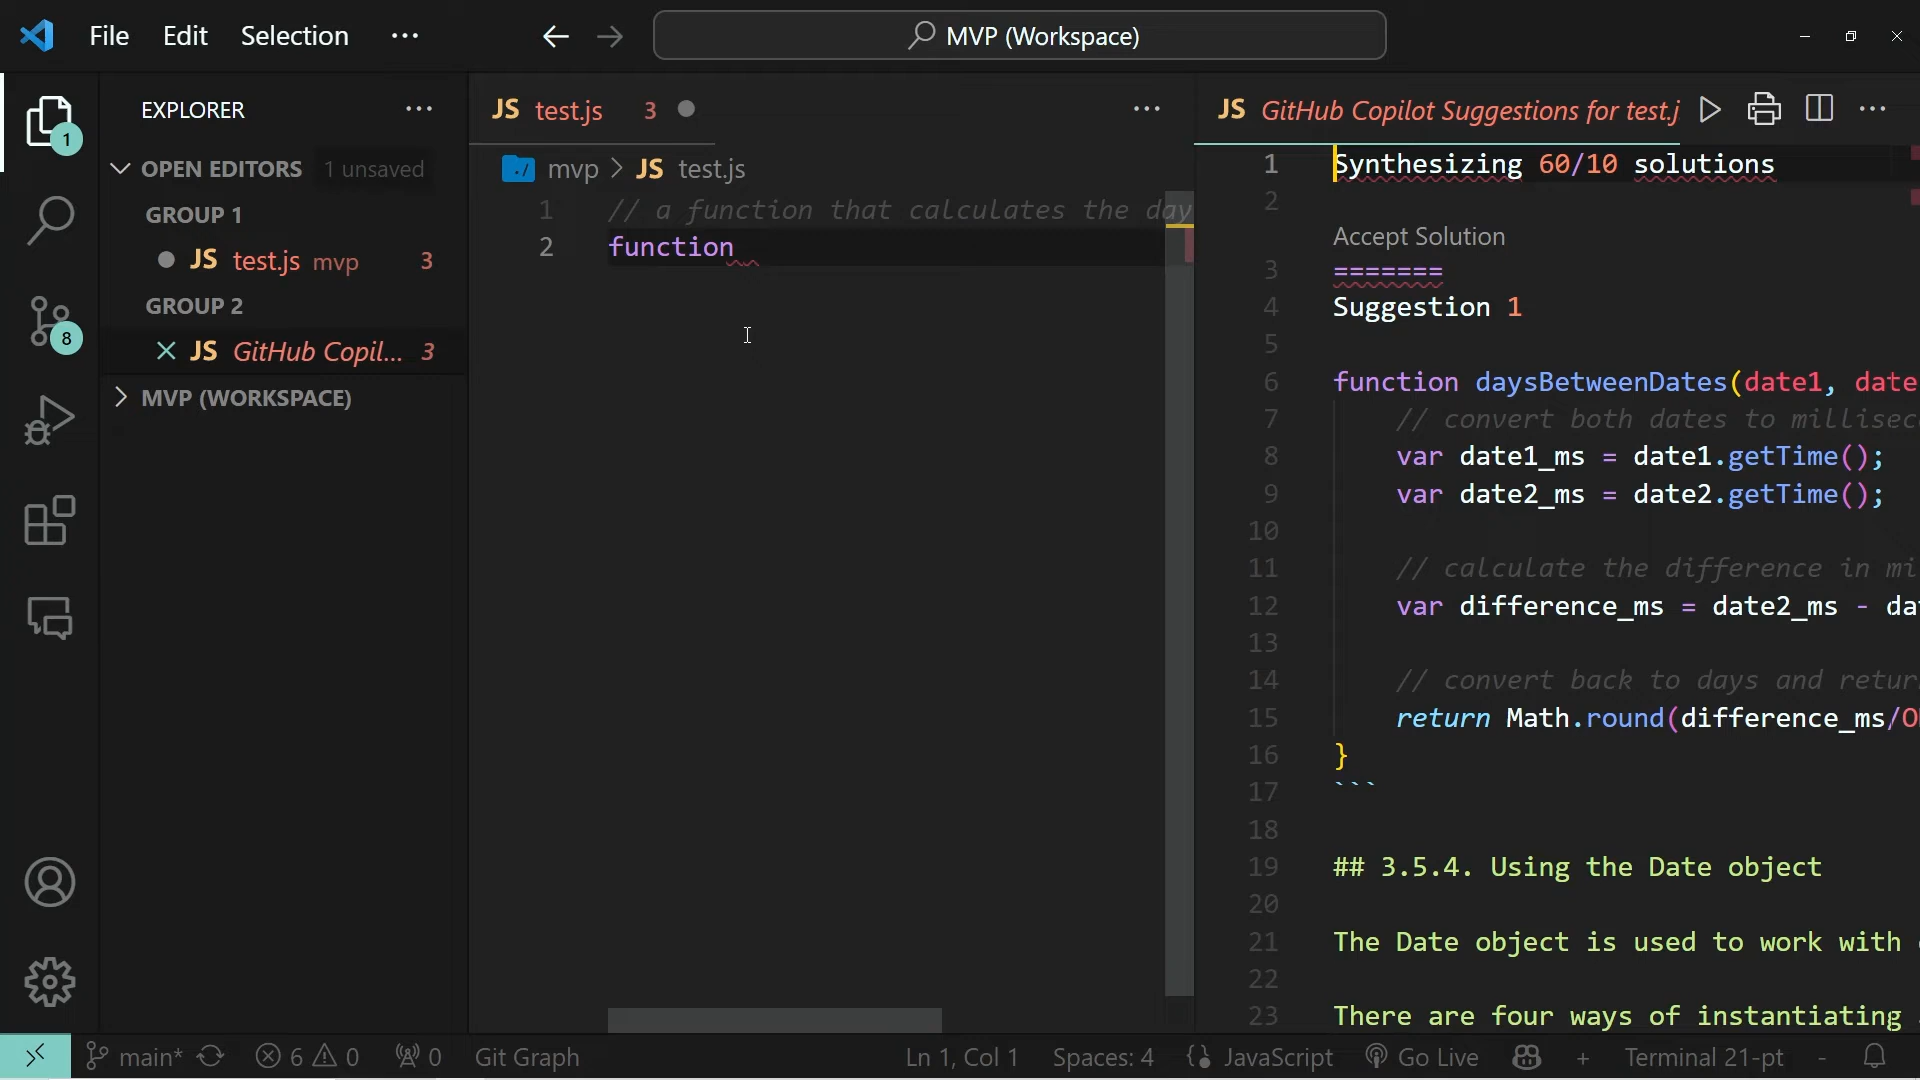 File Edit Selection ···
MVP (Workspace)
1
8
EXPLORER ···
OPEN EDITORS 1 unsaved
GROUP 1
JS test.js mvp 3
GROUP 2
JS GitHub Copil... 3
MVP (WORKSPACE)
JS test.js 3 ···
mvp > JS test.js
1 // a function that calculates the day
2 function
JS GitHub Copilot Suggestions for test.j ···
1 Synthesizing 60/10 solutions
2
Accept Solution
3 =======
4 Suggestion 1
5
6 function daysBetweenDates(date1, date
7 // convert both dates to millisec
8 var date1_ms = date1.getTime();
9 var date2_ms = date2.getTime();
10
11 // calculate the difference in mi
12 var difference_ms = date2_ms - da
13
14 // convert back to days and retur
15 return Math.round(difference_ms/O
16 }
17 ```
18
19 ## 3.5.4. Using the Date object
20
21 The Date object is used to work with
22
23 There are four ways of instantiating
main* 6 0 0 Git Graph Ln 1, Col 1 Spaces: 4 JavaScript Go Live + Terminal 21-pt -